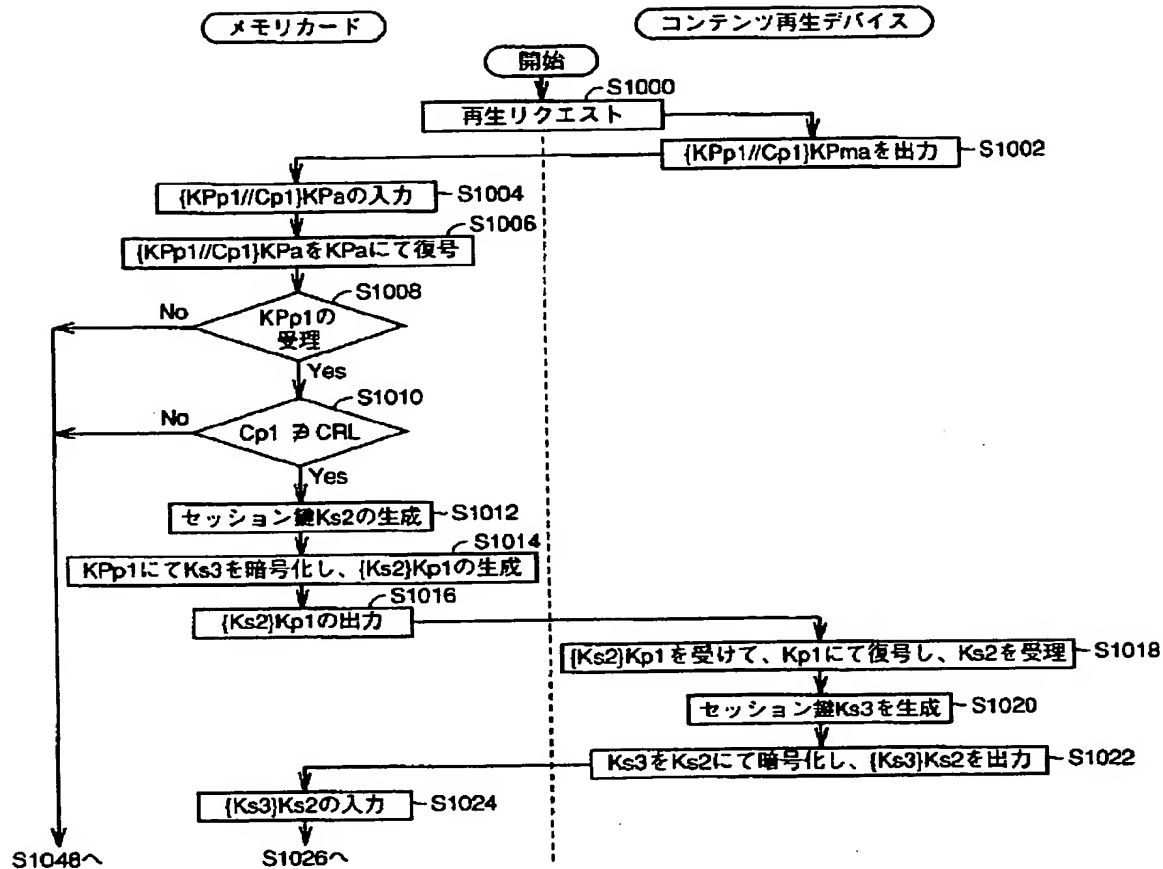 メモリカード
コンテンツ再生デバイス
開始
S1000
再生リクエスト
{KPp1//Cp1}KPmaを出力
S1002
{KPp1//Cp1}KPaの入力
S1004
S1006
{KPp1//Cp1}KPaをKPaにて復号
S1008
No
KPp1の
受理
Yes
S1010
No
Cp1 ∌ CRL
Yes
セッション鍵Ks2の生成
S1012
S1014
KPp1にてKs3を暗号化し、{Ks2}Kp1の生成
S1016
{Ks2}Kp1の出力
{Ks2}Kp1を受けて、Kp1にて復号し、Ks2を受理
S1018
セッション鍵Ks3を生成
S1020
Ks3をKs2にて暗号化し、{Ks3}Ks2を出力
S1022
{Ks3}Ks2の入力
S1024
S1048へ
S1026へ